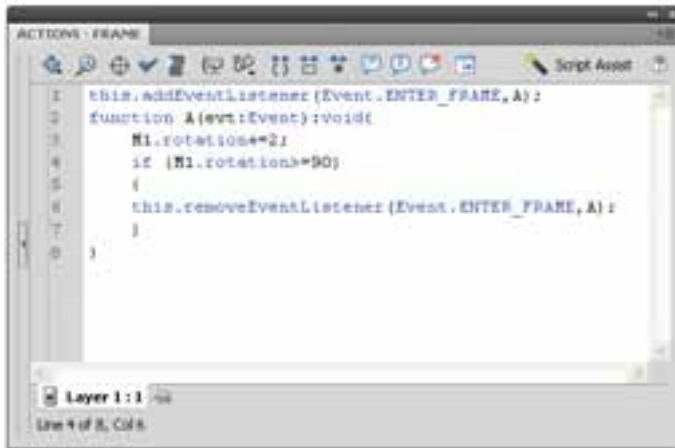 ACTIONS - FRAME
Script Assist
1 this.addEventListener(Event.ENTER_FRAME,A);
2 function A(evt:Event):void{
3 M1.rotation+=2;
4 if (M1.rotation>=90)
5 {
6 this.removeEventListener(Event.ENTER_FRAME,A);
7 }
8 }
Layer 1 : 1
Line 4 of 8, Col 6